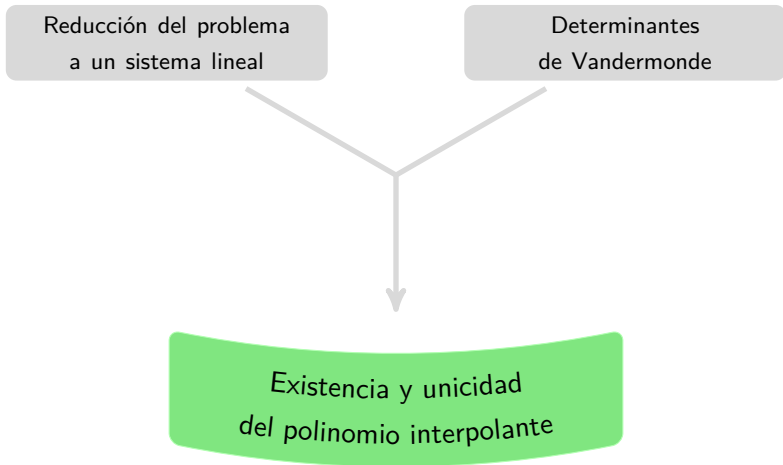 Reducción del problema
a un sistema lineal
Determinantes
de Vandermonde
Existencia y unicidad
del polinomio interpolante